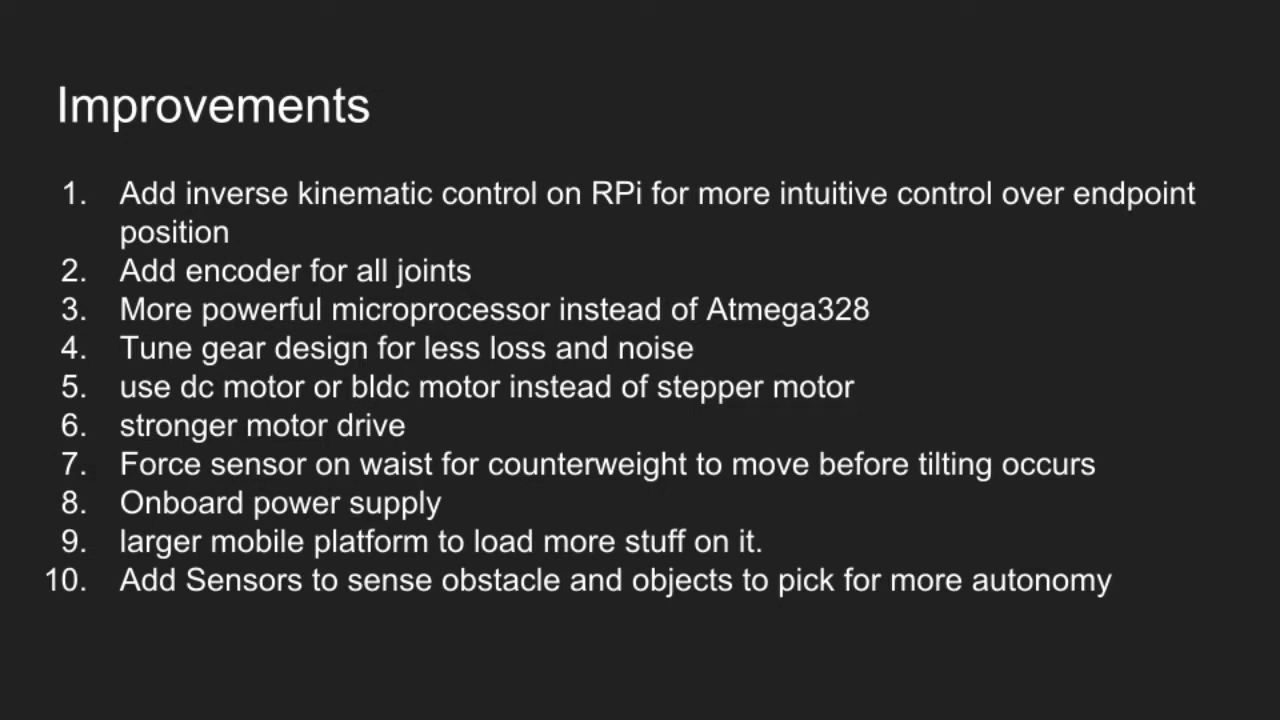 Improvements
1. Add inverse kinematic control on RPi for more intuitive control over endpoint
position
2. Add encoder for all joints
3. More powerful microprocessor instead of Atmega328
4. Tune gear design for less loss and noise
5. use dc motor or bldc motor instead of stepper motor
6. stronger motor drive
7. Force sensor on waist for counterweight to move before tilting occurs
8. Onboard power supply
9. larger mobile platform to load more stuff on it.
10. Add Sensors to sense obstacle and objects to pick for more autonomy